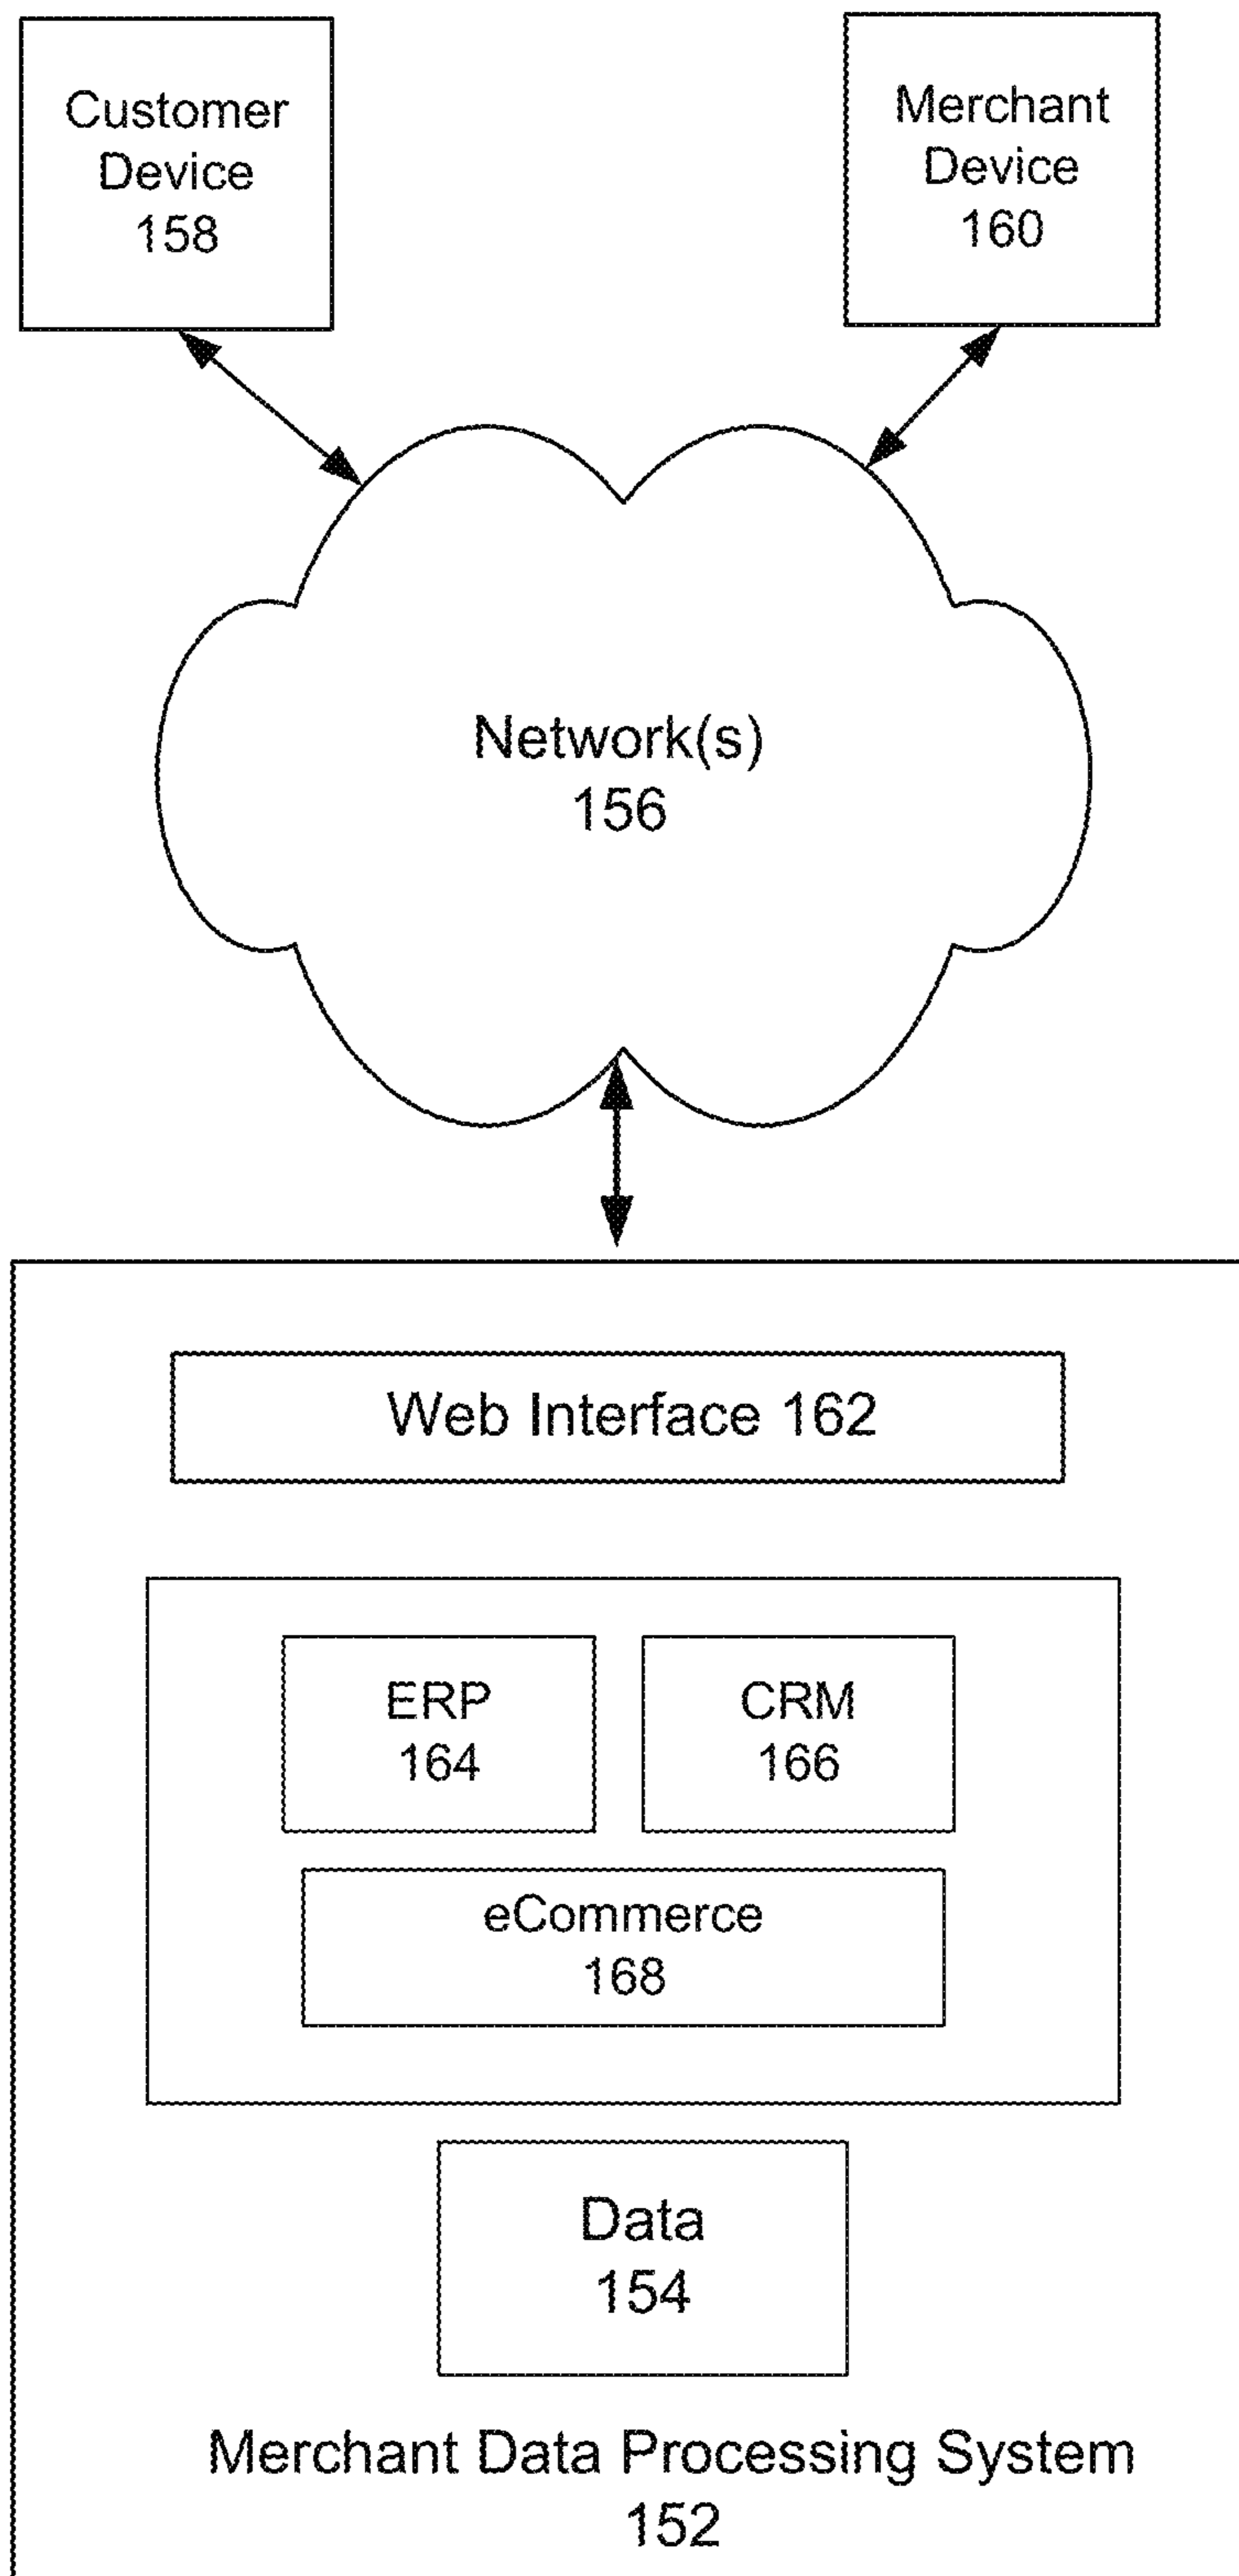 Customer
Device
158
Merchant
Device
160
Network(s)
156
Web Interface 162
ERP
164
CRM
166
eCommerce
168
Data
154
Merchant Data Processing System
152